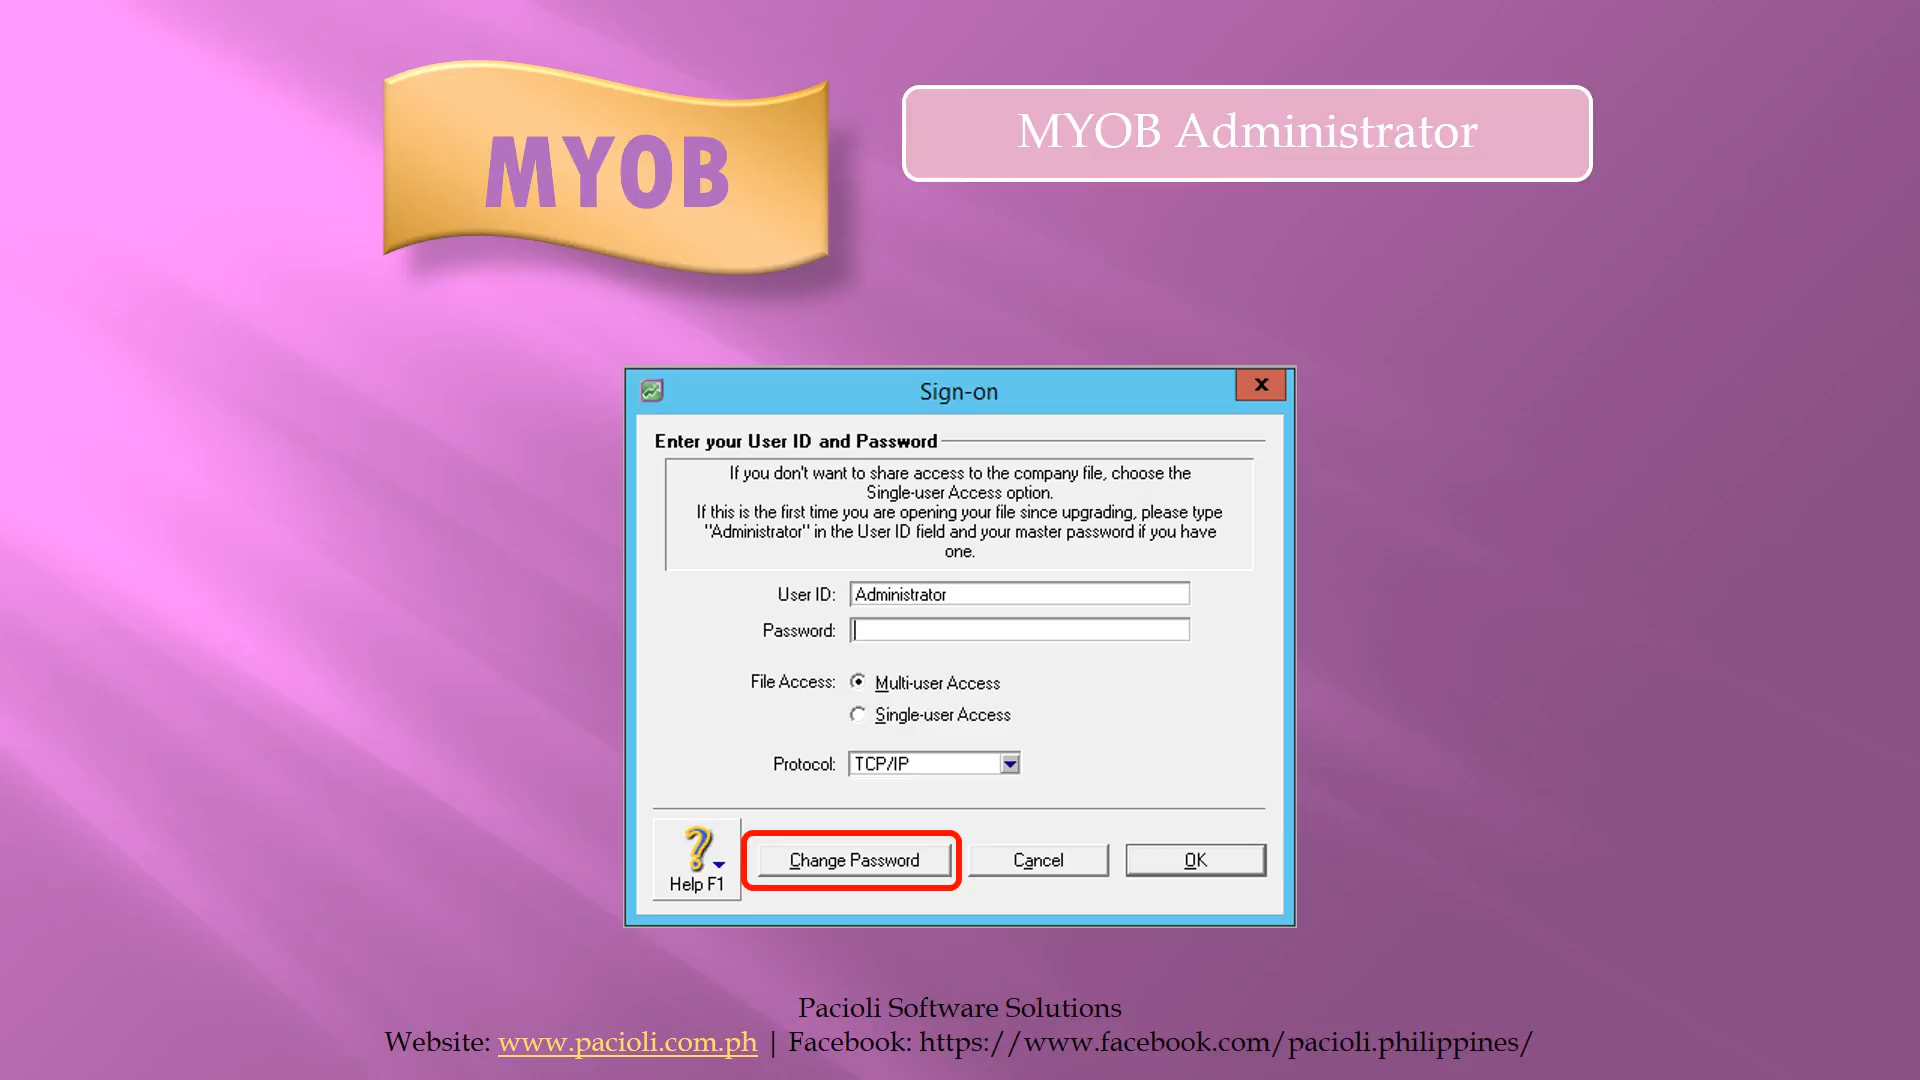 MYOB
MYOB Administrator
Sign-on
x
Enter your User ID and Password
If you don't want to share access to the company file, choose the
Single-user Access option.
If this is the first time you are opening your file since upgrading, please type
"Administrator" in the User ID field and your master password if you have
one.
User ID: Administrator
Password:
File Access: Multi-user Access
Single-user Access
Protocol: TCP/IP
?
Help F1
Change Password
Cancel
OK
Pacioli Software Solutions
Website: www.pacioli.com.ph | Facebook: https://www.facebook.com/pacioli.philippines/